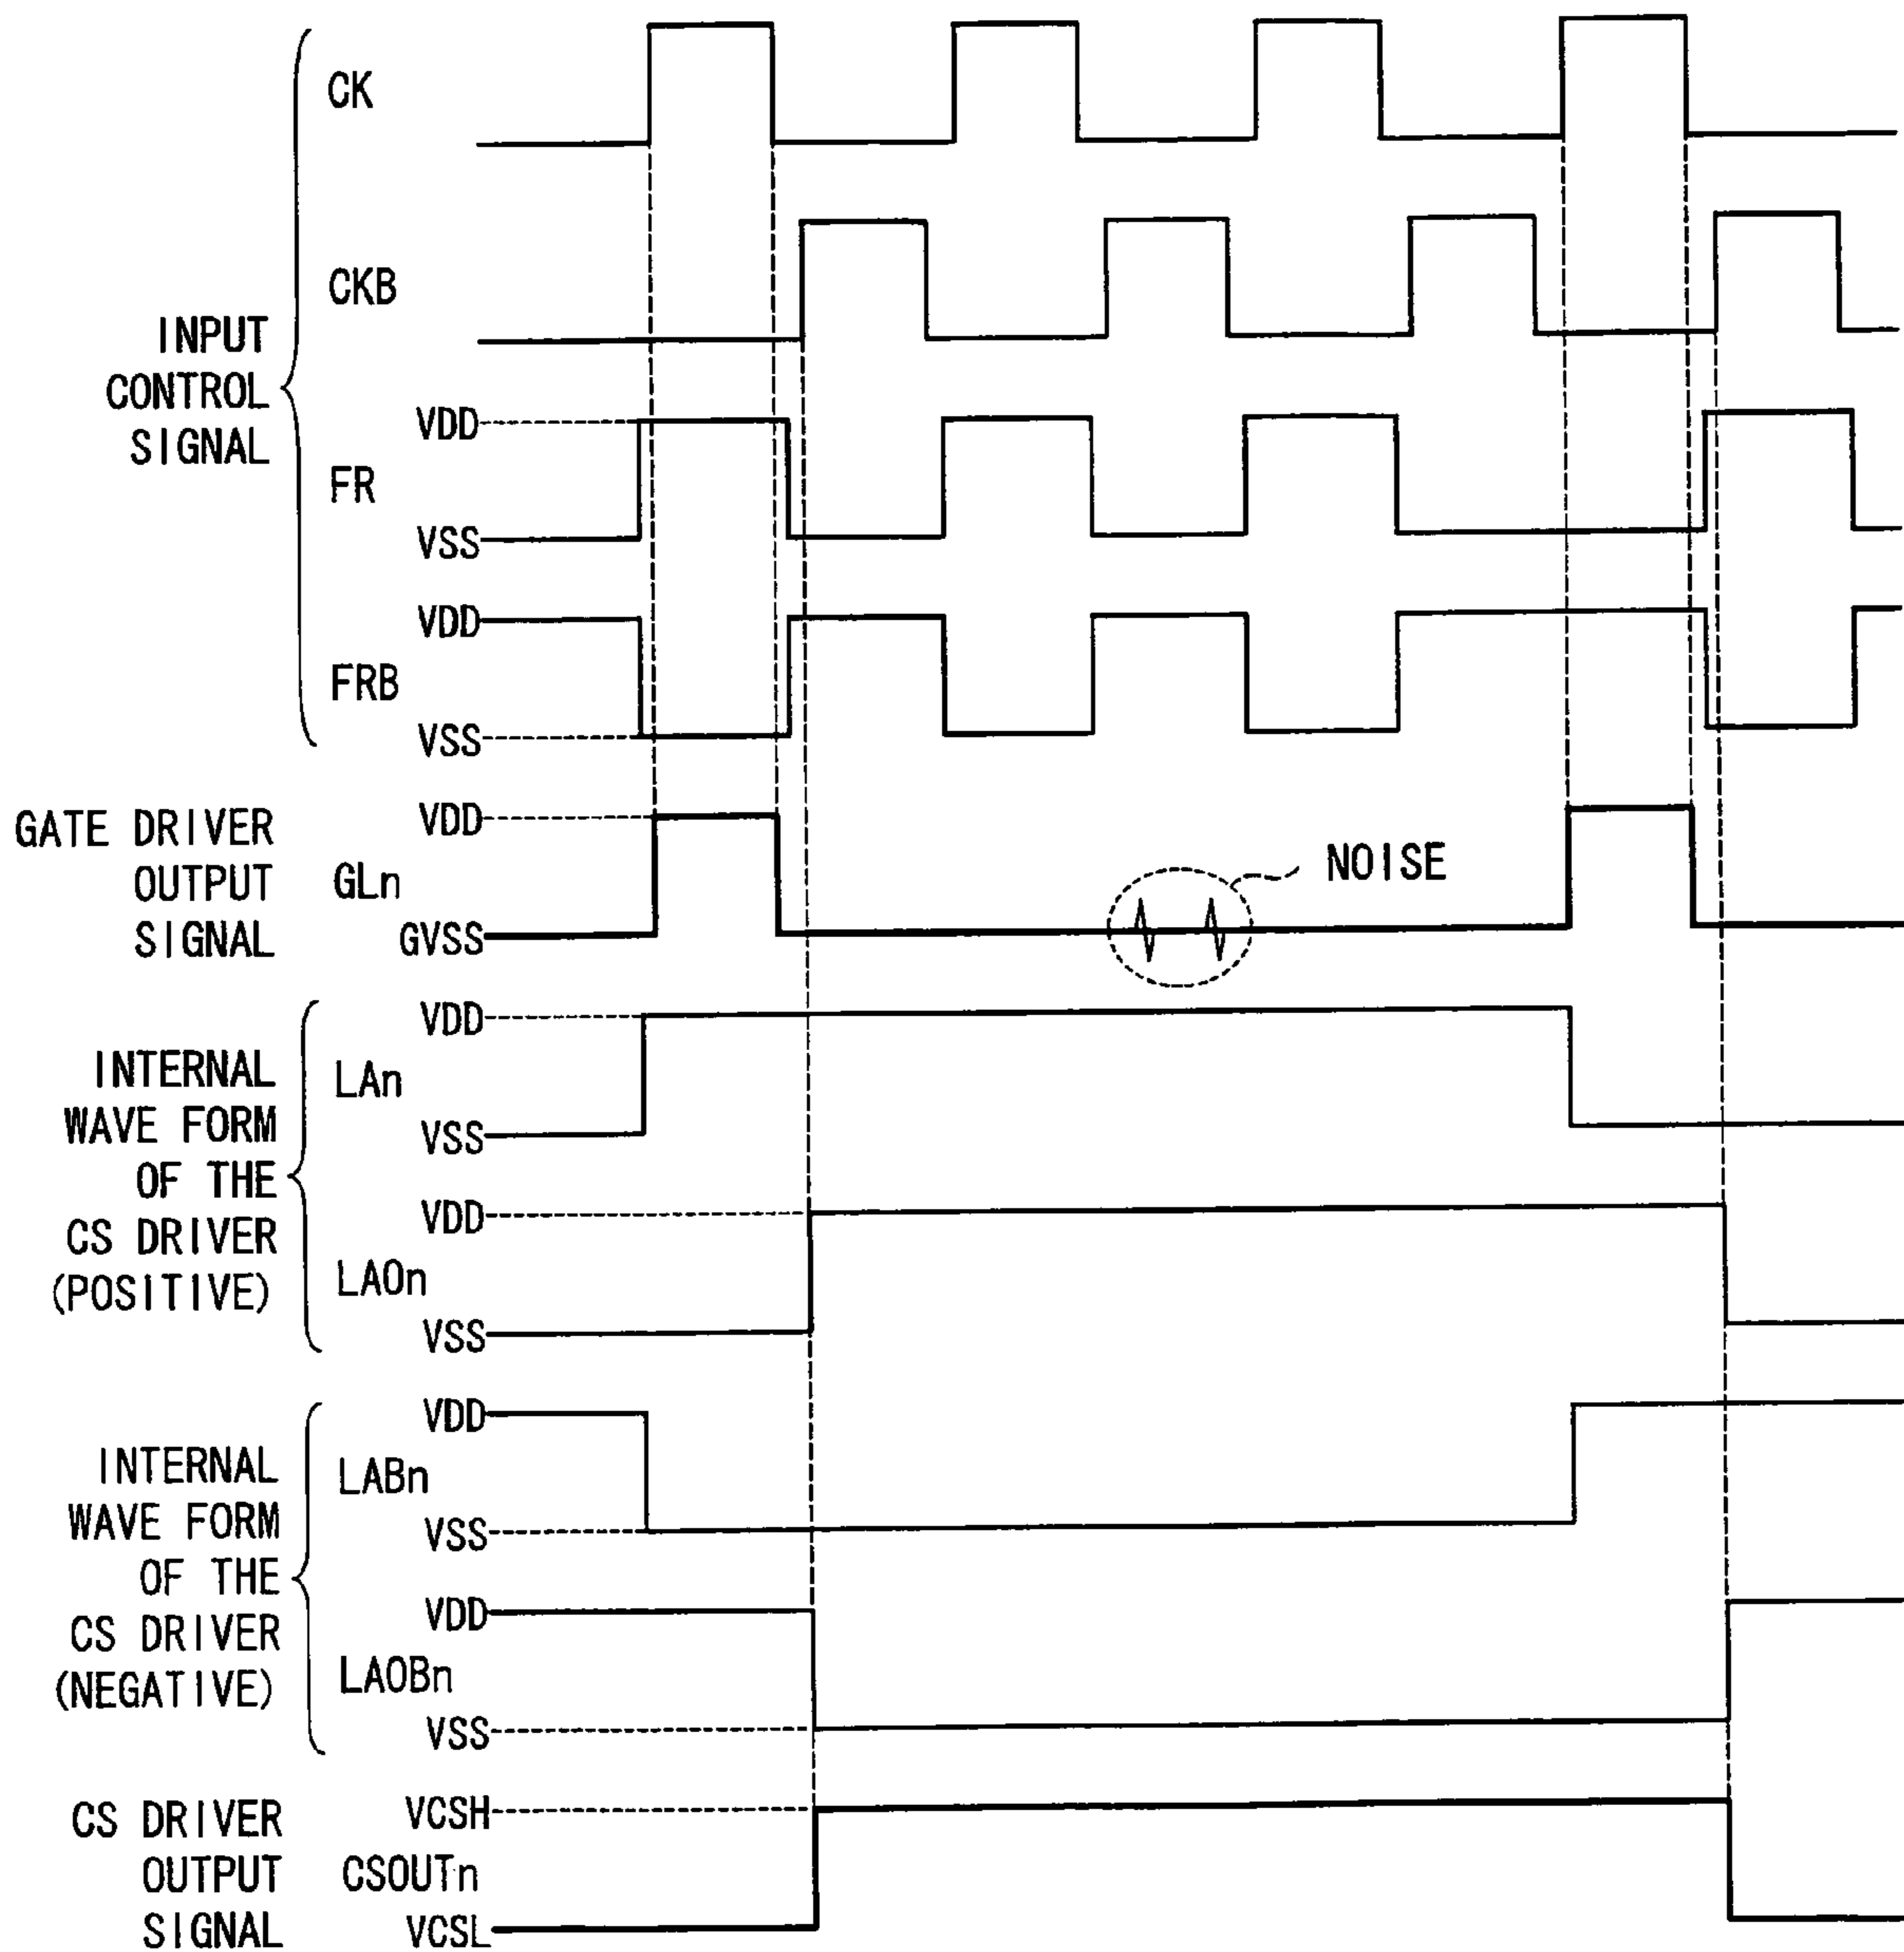 INPUT
CONTROL
SIGNAL
CK
CKB
VDD
FR
VSS
VDD
FRB
VSS
GATE DRIVER
OUTPUT
SIGNAL
VDD
GLn
GVSS
NOISE
INTERNAL
WAVE FORM
OF THE
CS DRIVER
(POSITIVE)
VDD
LAn
VSS
VDD
LAOn
VSS
INTERNAL
WAVE FORM
OF THE
CS DRIVER
(NEGATIVE)
VDD
LABn
VSS
VDD
LAOBn
VSS
CS DRIVER
OUTPUT
SIGNAL
VCSH
CSOUTn
VCSL